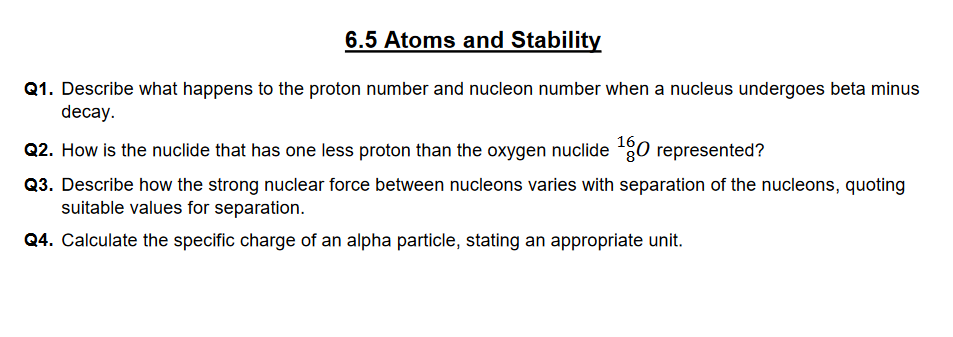 6.5 Atoms and Stability
Q1. Describe what happens to the proton number and nucleon number when a nucleus undergoes beta minus
decay.
Q2. How is the nuclide that has one less proton than the oxygen nuclide ¹⁶₈O represented?
Q3. Describe how the strong nuclear force between nucleons varies with separation of the nucleons, quoting
suitable values for separation.
Q4. Calculate the specific charge of an alpha particle, stating an appropriate unit.